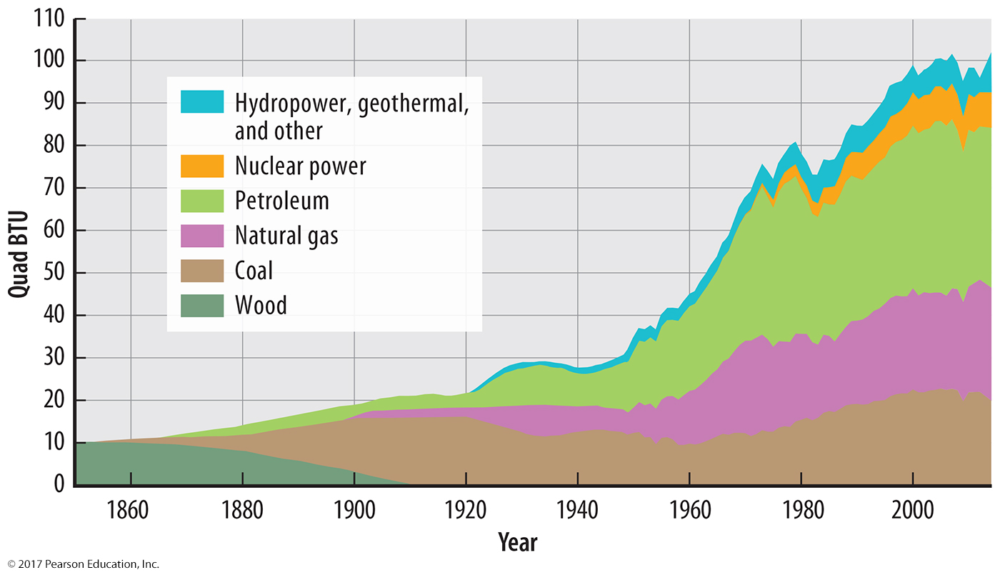 110
100
90
80
70
60
50
40
30
20
10
0
Quad BTU
Hydropower, geothermal,
and other
Nuclear power
Petroleum
Natural gas
Coal
Wood
1860 1880 1900 1920 1940 1960 1980 2000
Year
© 2017 Pearson Education, Inc.